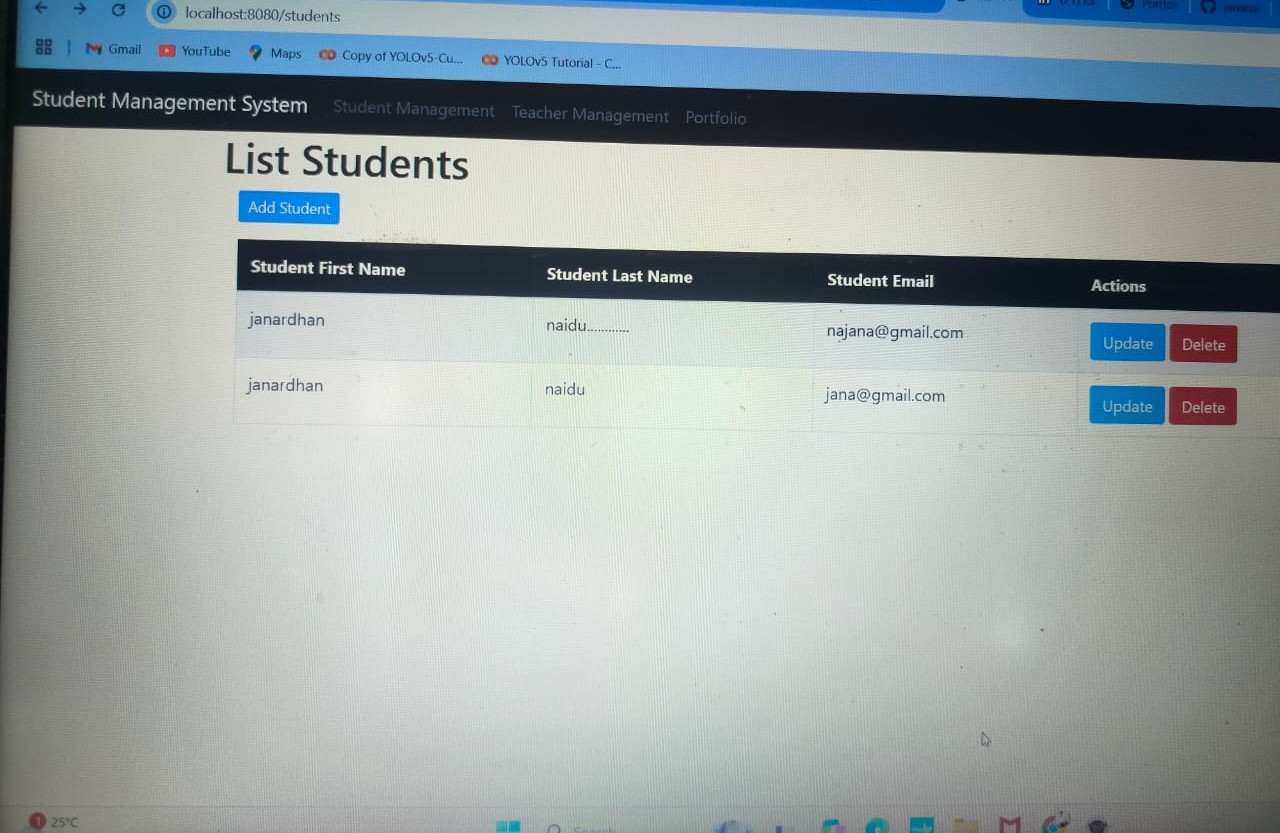 localhost:8080/students
Gmail YouTube Maps Copy of YOLOv5-Cu... YOLOv5 Tutorial - C...
Student Management System Student Management Teacher Management Portfolio
List Students
Add Student
Student First Name Student Last Name Student Email Actions
janardhan naidu............ najana@gmail.com Update Delete
janardhan naidu jana@gmail.com Update Delete
1 25°C Search